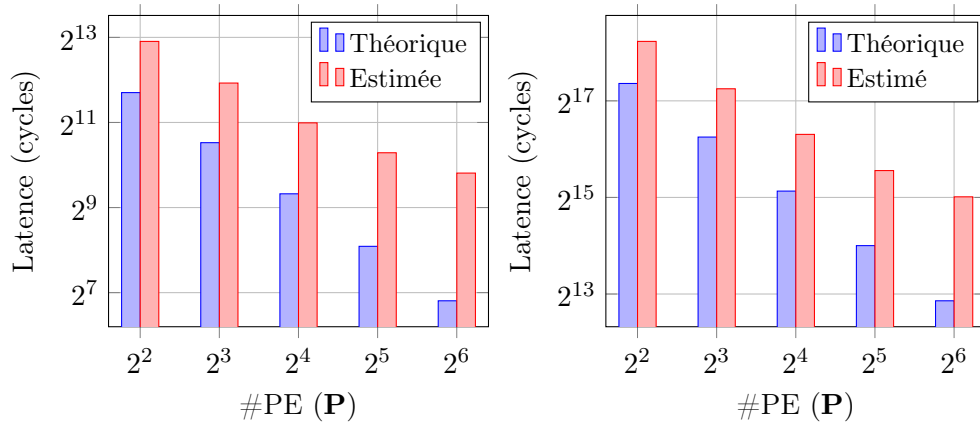 2^13
2^11
2^9
2^7
Latence (cycles)
Théorique
Estimée
2^2 2^3 2^4 2^5 2^6
#PE (P)
2^17
2^15
2^13
Latence (cycles)
Théorique
Estimé
2^2 2^3 2^4 2^5 2^6
#PE (P)